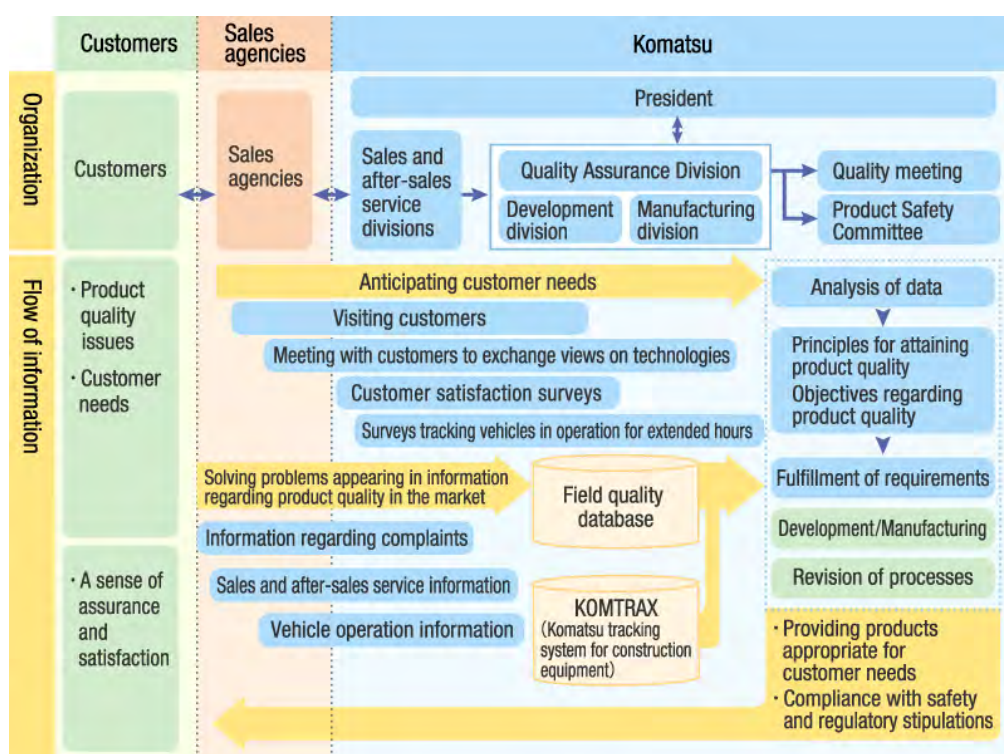 Customers
Sales
agencies
Komatsu
Organization
President
Customers
Sales
agencies
Sales and
after-sales
service
divisions
Quality Assurance Division
Development
division
Manufacturing
division
Quality meeting
Product Safety
Committee
Flow of information
・Product
quality
issues
・Customer
needs
Anticipating customer needs
Visiting customers
Meeting with customers to exchange views on technologies
Customer satisfaction surveys
Surveys tracking vehicles in operation for extended hours
Analysis of data
Principles for attaining
product quality
Objectives regarding
product quality
Fulfillment of requirements
Development/Manufacturing
Revision of processes
Solving problems appearing in information
regarding product quality in the market
Field quality
database
Information regarding complaints
Sales and after-sales service information
Vehicle operation information
KOMTRAX
(Komatsu tracking
system for construction
equipment)
・A sense of
assurance
and
satisfaction
・Providing products
appropriate for
customer needs
・Compliance with safety
and regulatory stipulations